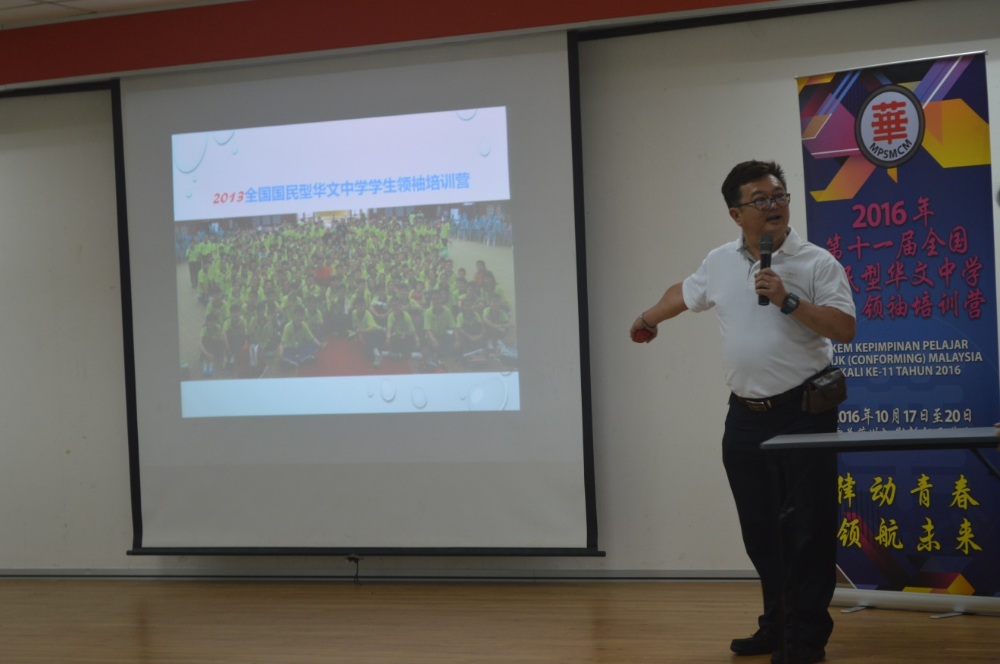 2013全国国民型华文中学学生领袖培训营
華
MPSMCM
2016年
第十一届全国
民型华文中学
领袖培训营
KEM KEPIMPINAN PELAJAR
(CONFORMING) MALAYSIA
KALI KE-11 TAHUN 2016
2016年10月17日至20日
律动青春
领航未来